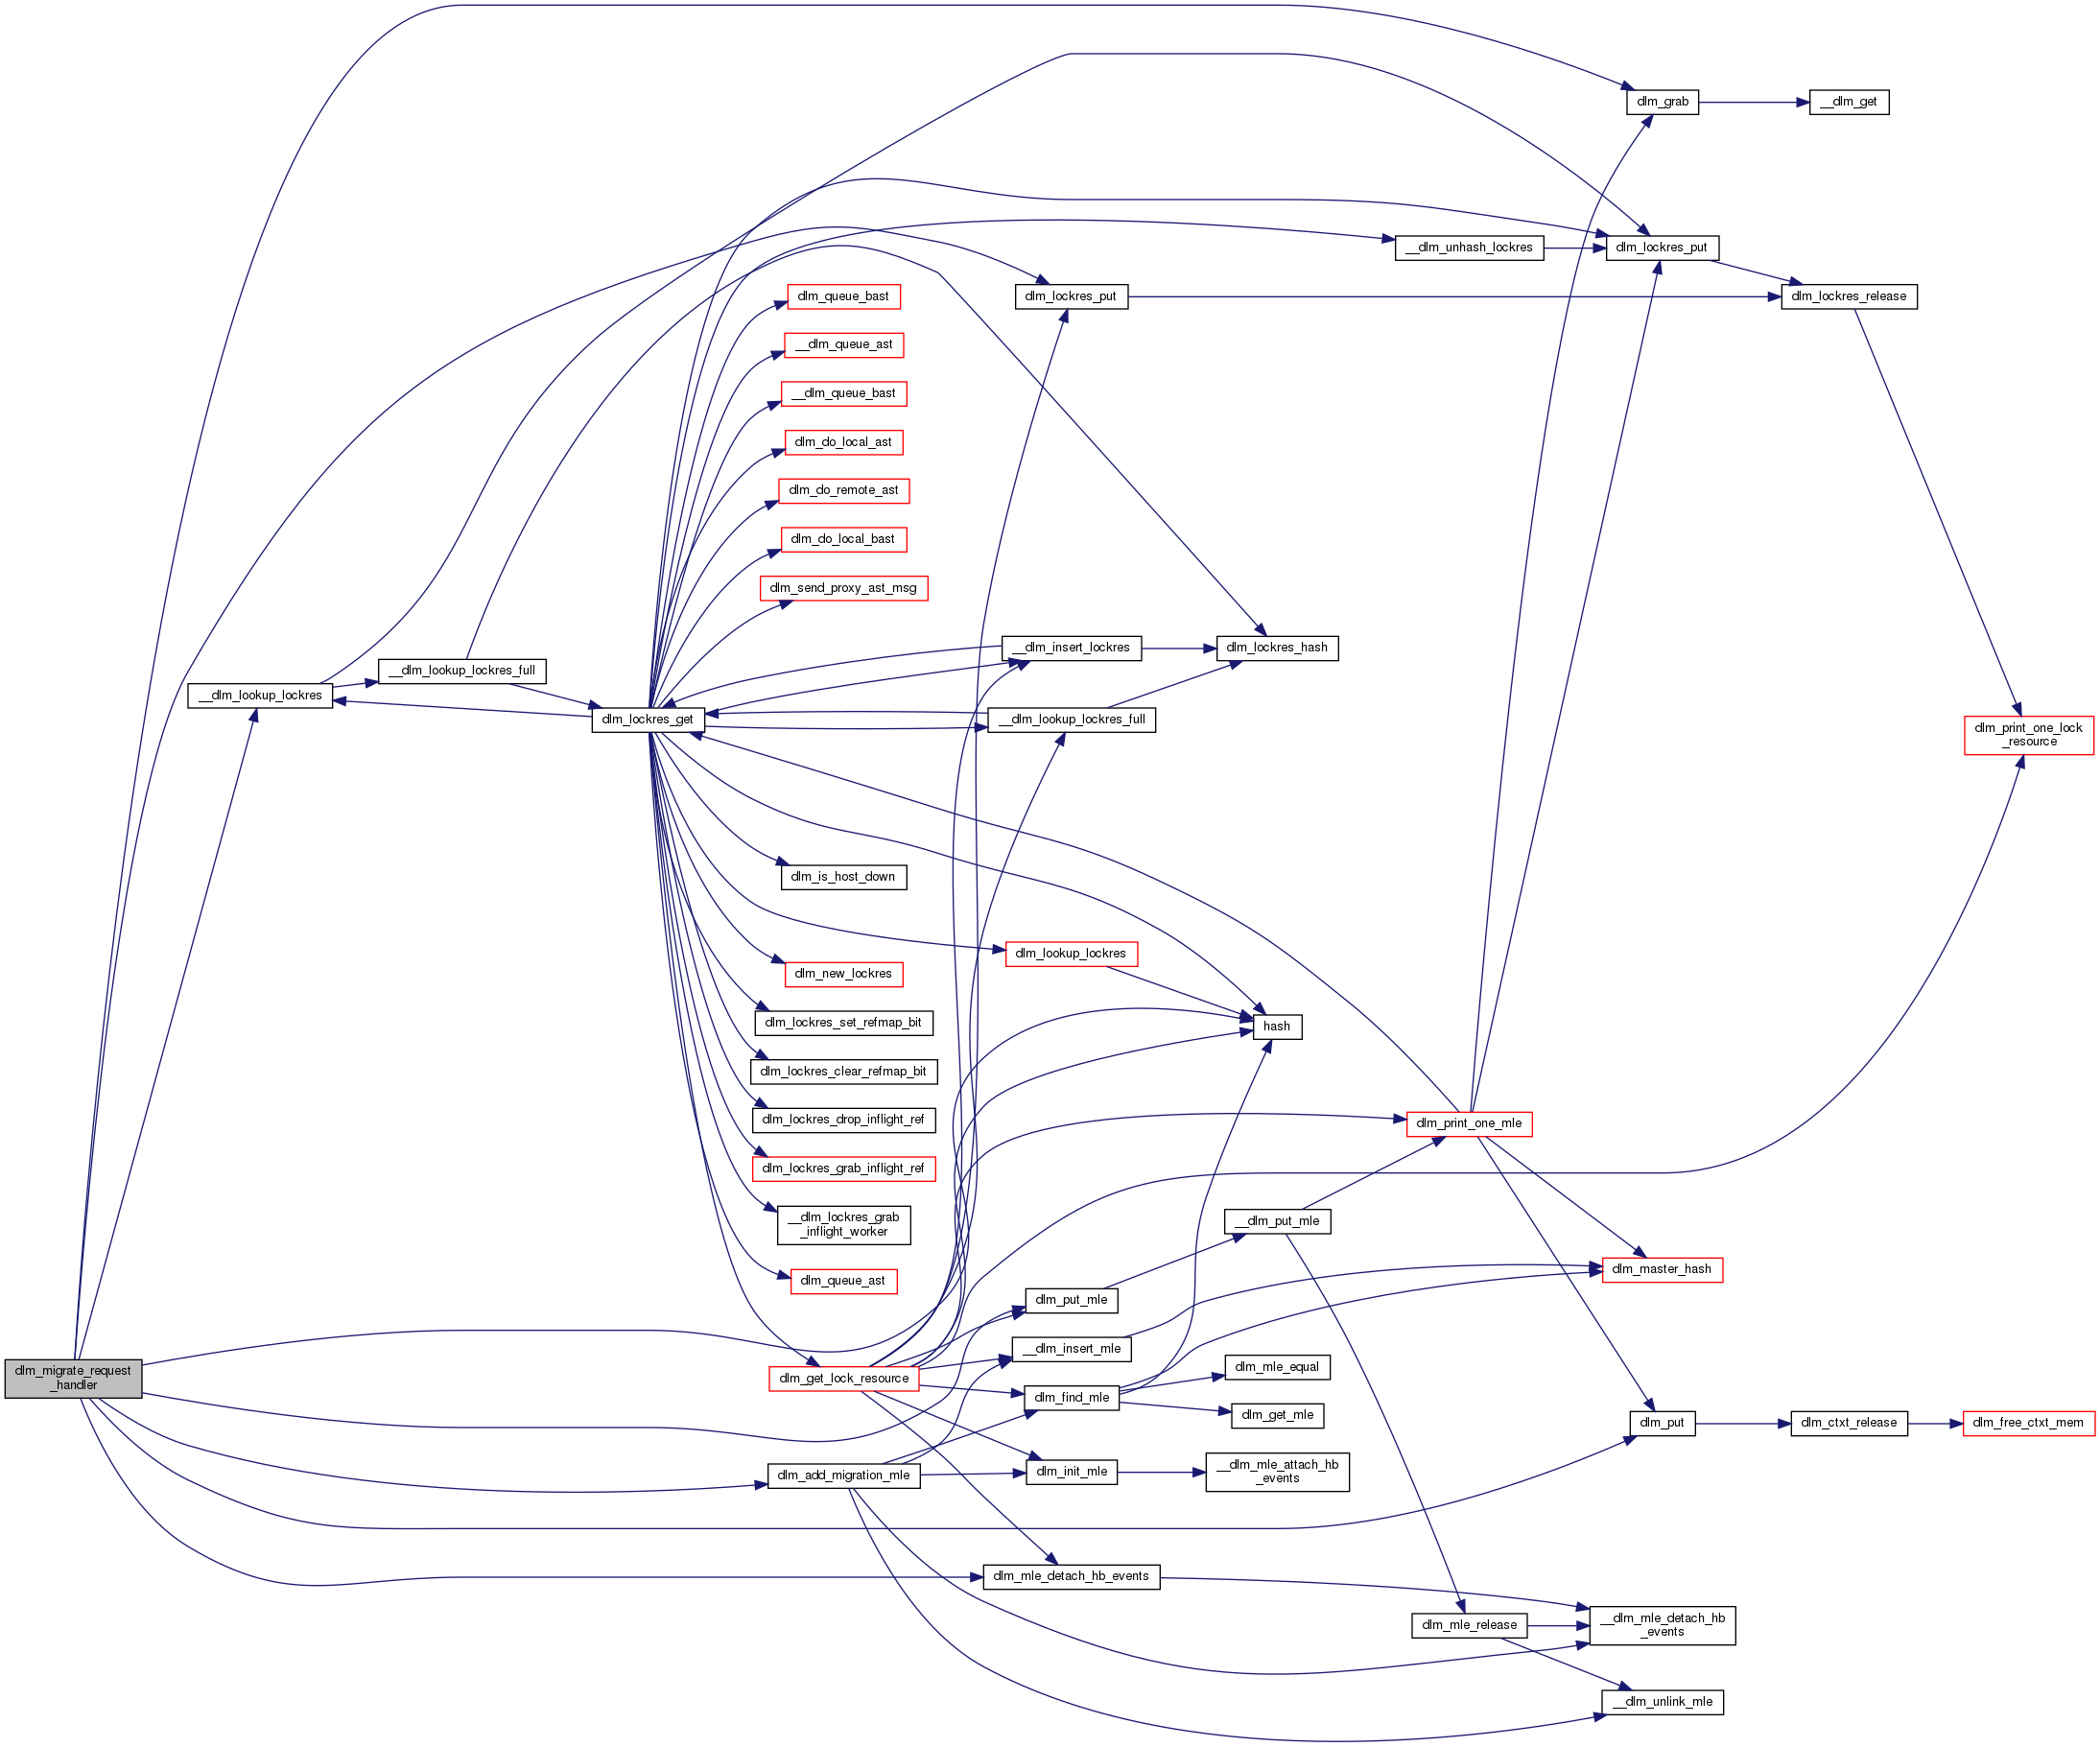 dlm_grab
__dlm_get
__dlm_unhash_lockres
dlm_lockres_put
dlm_queue_bast
dlm_lockres_put
dlm_lockres_release
__dlm_queue_ast
__dlm_queue_bast
dlm_do_local_ast
dlm_do_remote_ast
dlm_do_local_bast
dlm_send_proxy_ast_msg
__dlm_insert_lockres
dlm_lockres_hash
__dlm_lookup_lockres_full
__dlm_lookup_lockres
dlm_lockres_get
__dlm_lookup_lockres_full
dlm_print_one_lock
_resource
dlm_is_host_down
dlm_lookup_lockres
dlm_new_lockres
dlm_lockres_set_refmap_bit
hash
dlm_lockres_clear_refmap_bit
dlm_lockres_drop_inflight_ref
dlm_print_one_mle
dlm_lockres_grab_inflight_ref
__dlm_lockres_grab
_inflight_worker
__dlm_put_mle
dlm_queue_ast
dlm_master_hash
dlm_put_mle
__dlm_insert_mle
dlm_migrate_request
_handler
dlm_get_lock_resource
dlm_mle_equal
dlm_find_mle
dlm_get_mle
dlm_put
dlm_ctxt_release
dlm_free_ctxt_mem
dlm_add_migration_mle
dlm_init_mle
__dlm_mle_attach_hb
_events
dlm_mle_detach_hb_events
dlm_mle_release
__dlm_mle_detach_hb
_events
__dlm_unlink_mle